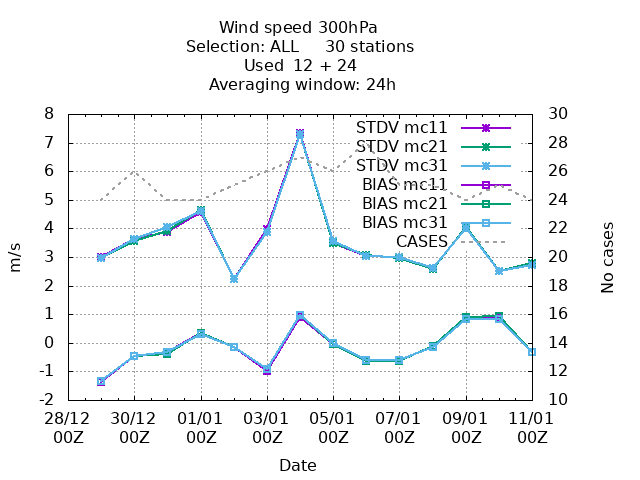 Wind speed 300hPa
Selection: ALL     30 stations
Used  12 + 24
Averaging window: 24h
8
7
6
5
4
3
2
1
0
-1
-2
m/s
30
28
26
24
22
20
18
16
14
12
10
No cases
STDV mc11
STDV mc21
STDV mc31
BIAS mc11
BIAS mc21
BIAS mc31
CASES
28/12 30/12 01/01 03/01 05/01 07/01 09/01 11/01
00Z 00Z 00Z 00Z 00Z 00Z 00Z 00Z
Date